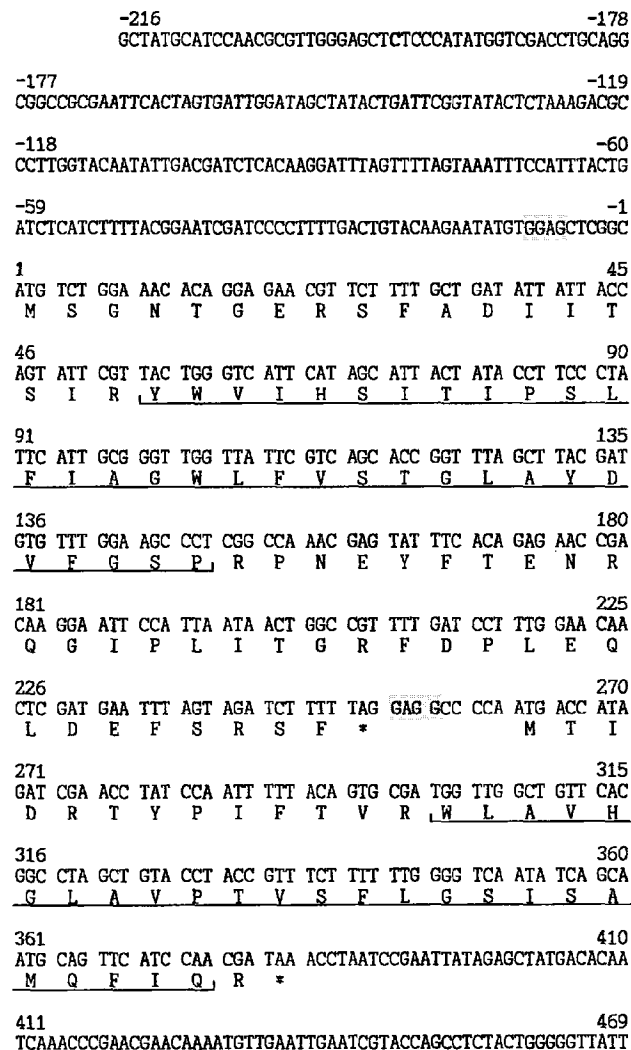 -216 -178
GCTATGCATCCAACGCGTTGGGAGCTCTCCCATATGGTCGACCTGCAGG
-177 -119
CGGCCGCGAATTCACTAGTGATTGGATAGCTATACTGATTCGGTATACTCTAAAGACGC
-118 -60
CCTTGGTACAATATTGACGATCTCACAAGGATTTAGTTTTAGTAAATTTCCATTTACTG
-59 -1
ATCTCATCTTTTACGGAATCGATCCCCTTTTGACTGTACAAGAATATGTGGAGCTCGGC
1 45
ATG TCT GGA AAC ACA GGA GAA CGT TCT TTT GCT GAT ATT ATT ACC
M S G N T G E R S F A D I I T
46 90
AGT ATT CGT TAC TGG GTC ATT CAT AGC ATT ACT ATA CCT TCC CTA
S I R Y W V I H S I T I P S L
91 135
TTC ATT GCG GGT TGG TTA TTC GTC AGC ACC GGT TTA GCT TAC GAT
F I A G W L F V S T G L A Y D
136 180
GTG TTT GGA AGC CCT CGG CCA AAC GAG TAT TTC ACA GAG AAC CGA
V F G S P R P N E Y F T E N R
181 225
CAA GGA ATT CCA TTA ATA ACT GGC CGT TTT GAT CCT TTG GAA CAA
Q G I P L I T G R F D P L E Q
226 270
CTC GAT GAA TTT AGT AGA TCT TTT TAG GAG GCC CCA ATG ACC ATA
L D E F S R S F * M T I
271 315
GAT CGA ACC TAT CCA ATT TTT ACA GTG CGA TGG TTG GCT GTT CAC
D R T Y P I F T V R W L A V H
316 360
GGC CTA GCT GTA CCT ACC GTT TCT TTT TTG GGG TCA ATA TCA GCA
G L A V P T V S F L G S I S A
361 410
ATG CAG TTC ATC CAA CGA TAA ACCTAATCCGAATTATAGAGCTATGACACAA
M Q F I Q R *
411 469
TCAAACCCGAACGAACAAAATGTTGAATTGAATCGTACCAGCCTCTACTGGGGGTTATT